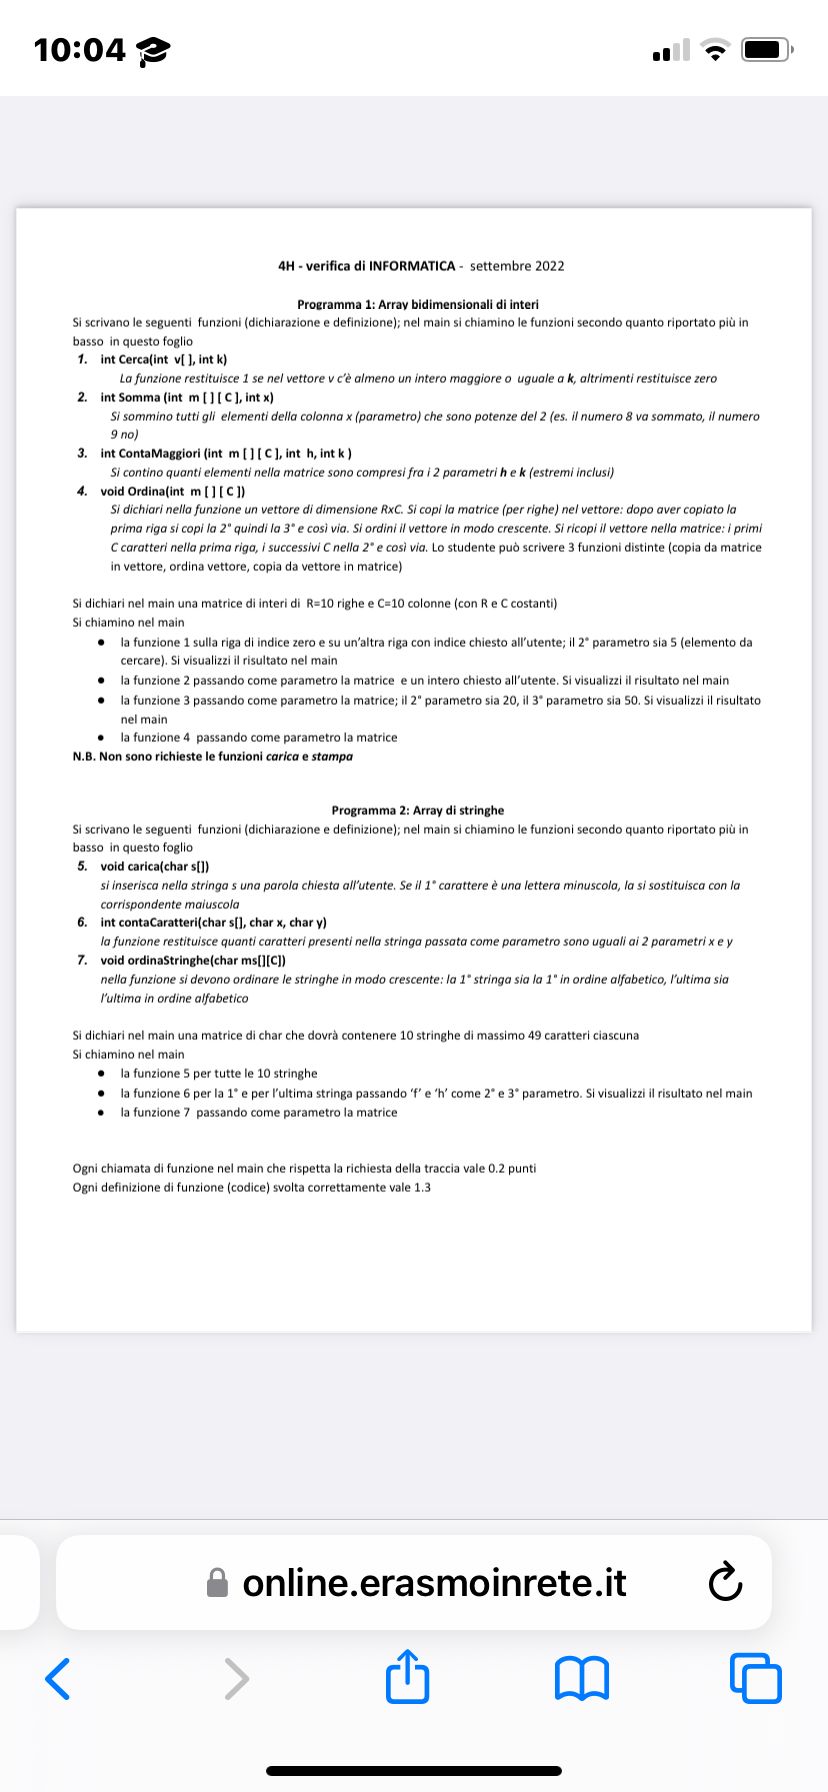 10:04
4H - verifica di INFORMATICA - settembre 2022
Programma 1: Array bidimensionali di interi
Si scrivano le seguenti funzioni (dichiarazione e definizione); nel main si chiamino le funzioni secondo quanto riportato più in
basso in questo foglio
1. int Cerca(int v[ ], int k)
La funzione restituisce 1 se nel vettore v c'è almeno un intero maggiore o uguale a k, altrimenti restituisce zero
2. int Somma (int m [ ] [ C ], int x)
Si sommino tutti gli elementi della colonna x (parametro) che sono potenze del 2 (es. il numero 8 va sommato, il numero
9 no)
3. int ContaMaggiori (int m [ ] [ C ], int h, int k )
Si contino quanti elementi nella matrice sono compresi fra i 2 parametri h e k (estremi inclusi)
4. void Ordina(int m [ ] [ C ])
Si dichiari nella funzione un vettore di dimensione RxC. Si copi la matrice (per righe) nel vettore: dopo aver copiato la
prima riga si copi la 2° quindi la 3° e così via. Si ordini il vettore in modo crescente. Si ricopi il vettore nella matrice: i primi
C caratteri nella prima riga, i successivi C nella 2° e così via. Lo studente può scrivere 3 funzioni distinte (copia da matrice
in vettore, ordina vettore, copia da vettore in matrice)
Si dichiari nel main una matrice di interi di R=10 righe e C=10 colonne (con R e C costanti)
Si chiamino nel main
• la funzione 1 sulla riga di indice zero e su un'altra riga con indice chiesto all'utente; il 2° parametro sia 5 (elemento da
cercare). Si visualizzi il risultato nel main
• la funzione 2 passando come parametro la matrice e un intero chiesto all'utente. Si visualizzi il risultato nel main
• la funzione 3 passando come parametro la matrice; il 2° parametro sia 20, il 3° parametro sia 50. Si visualizzi il risultato
nel main
• la funzione 4 passando come parametro la matrice
N.B. Non sono richieste le funzioni carica e stampa
Programma 2: Array di stringhe
Si scrivano le seguenti funzioni (dichiarazione e definizione); nel main si chiamino le funzioni secondo quanto riportato più in
basso in questo foglio
5. void carica(char s[])
si inserisca nella stringa s una parola chiesta all'utente. Se il 1° carattere è una lettera minuscola, la si sostituisca con la
corrispondente maiuscola
6. int contaCaratteri(char s[], char x, char y)
la funzione restituisce quanti caratteri presenti nella stringa passata come parametro sono uguali ai 2 parametri x e y
7. void ordinaStringhe(char ms[][C])
nella funzione si devono ordinare le stringhe in modo crescente: la 1° stringa sia la 1° in ordine alfabetico, l'ultima sia
l'ultima in ordine alfabetico
Si dichiari nel main una matrice di char che dovrà contenere 10 stringhe di massimo 49 caratteri ciascuna
Si chiamino nel main
• la funzione 5 per tutte le 10 stringhe
• la funzione 6 per la 1° e per l'ultima stringa passando 'f' e 'h' come 2° e 3° parametro. Si visualizzi il risultato nel main
• la funzione 7 passando come parametro la matrice
Ogni chiamata di funzione nel main che rispetta la richiesta della traccia vale 0.2 punti
Ogni definizione di funzione (codice) svolta correttamente vale 1.3
online.erasmoinrete.it